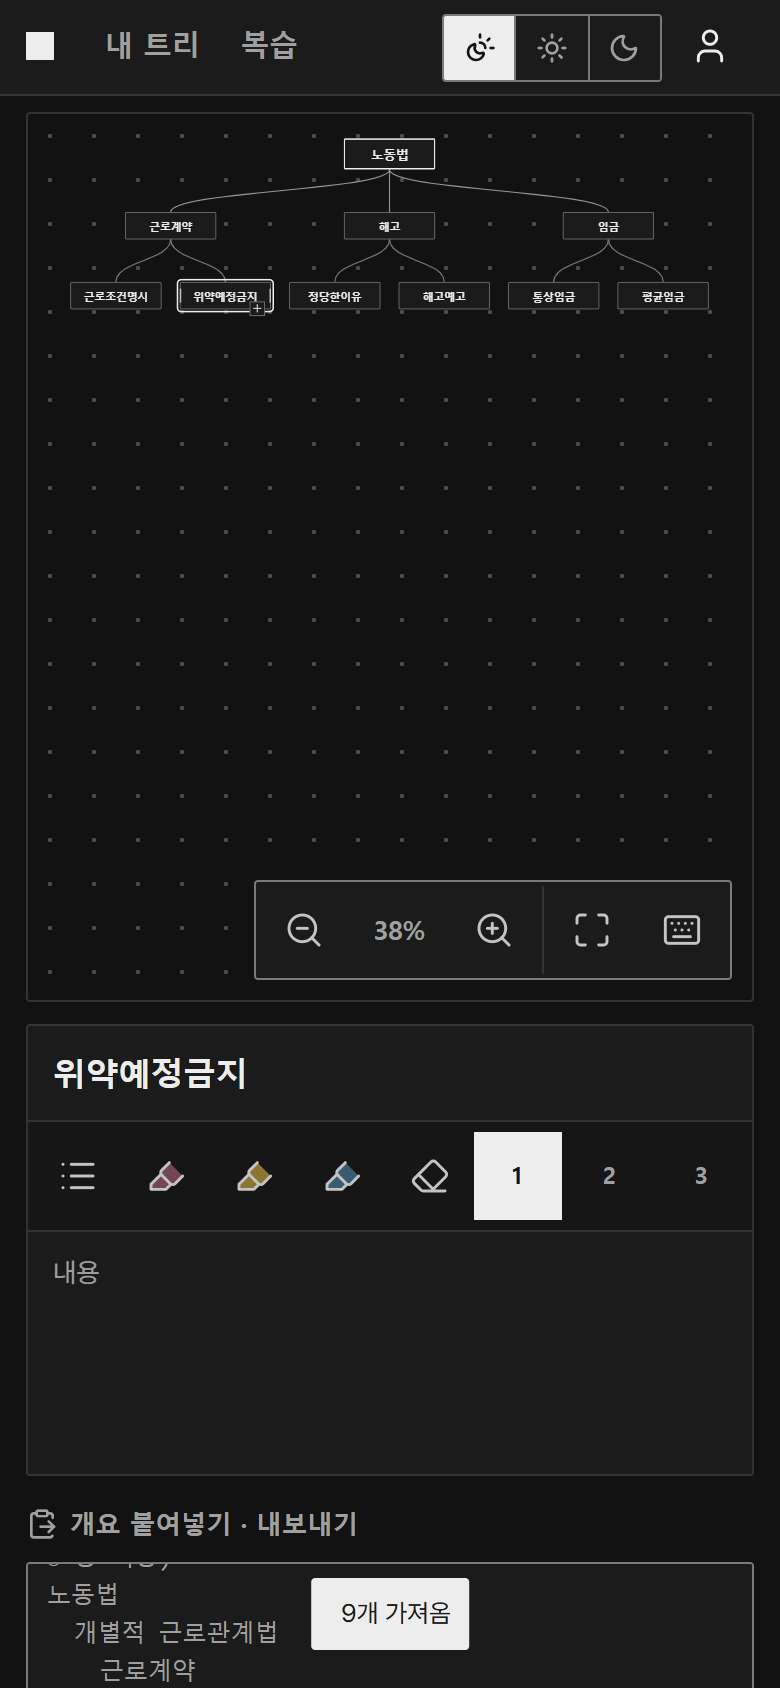 내 트리 복습
노동법
근로계약 해고 임금
근로조건명시 위약예정금지 정당한이유 해고예고 통상임금 평균임금
38%
위약예정금지
1 2 3
내용
개요 붙여넣기 · 내보내기
노동법
개별적 근로관계법
근로계약
9개 가져옴